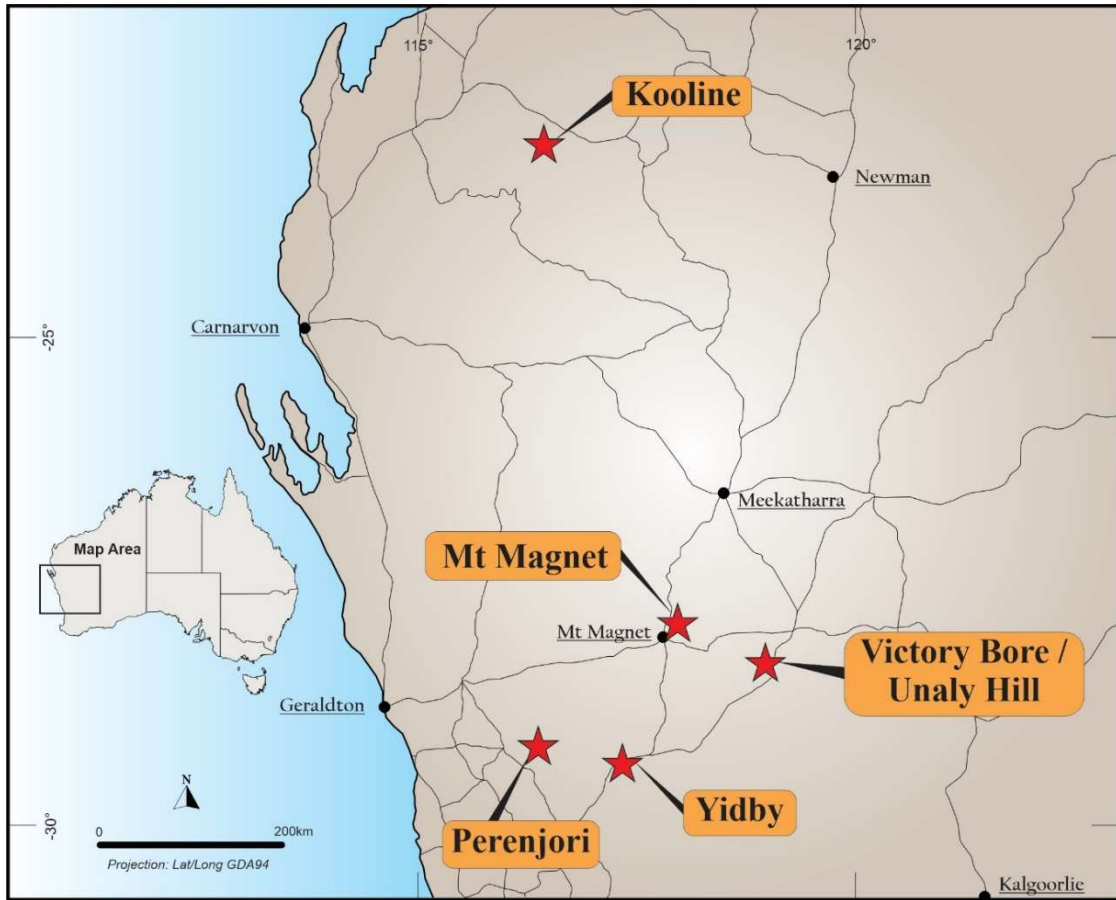 115°
120°
Kooline
Newman
-25°
Carnarvon
Meekatharra
Map Area
Mt Magnet
Mt Magnet
Victory Bore /
Unaly Hill
Geraldton
N
Yidby
-30°
0
200km
Perenjori
Projection: Lat/Long GDA94
Kalgoorlie